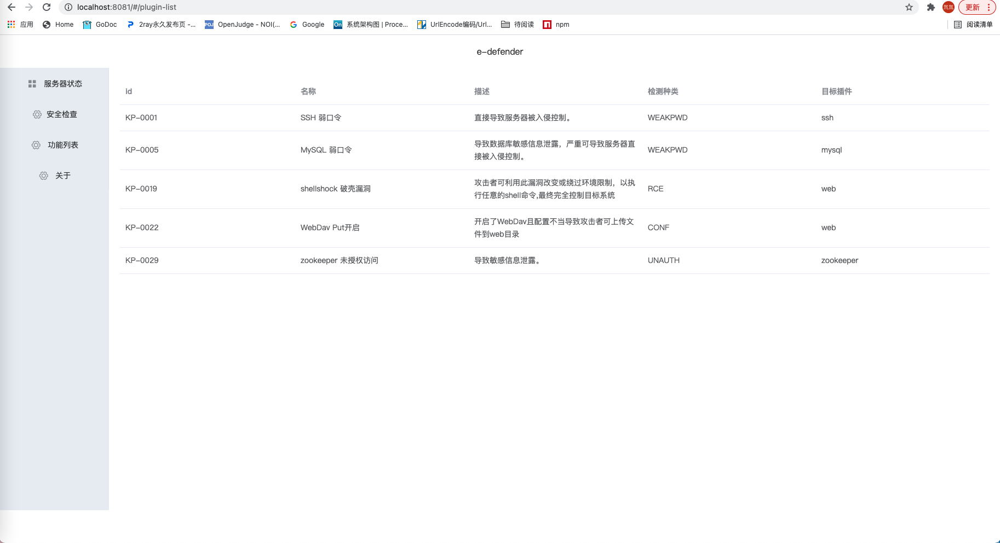 localhost:8081/#/plugin-list
氘氘 更新
应用 Home GoDoc 2ray永久发布页 -... POJ OpenJudge - NOI(... Google On 系统架构图 | Proce... UrlEncode编码/Url... 待阅读 npm 阅读清单
e-defender
服务器状态
安全检查
功能列表
关于
id 名称 描述 检测种类 目标插件
KP-0001 SSH 弱口令 直接导致服务器被入侵控制。 WEAKPWD ssh
KP-0005 MySQL 弱口令 导致数据库敏感信息泄露，严重可导致服务器直
接被入侵控制。 WEAKPWD mysql
KP-0019 shellshock 破壳漏洞 攻击者可利用此漏洞改变或绕过环境限制，以执
行任意的shell命令,最终完全控制目标系统 RCE web
KP-0022 WebDav Put开启 开启了WebDav且配置不当导致攻击者可上传文
件到web目录 CONF web
KP-0029 zookeeper 未授权访问 导致敏感信息泄露。 UNAUTH zookeeper